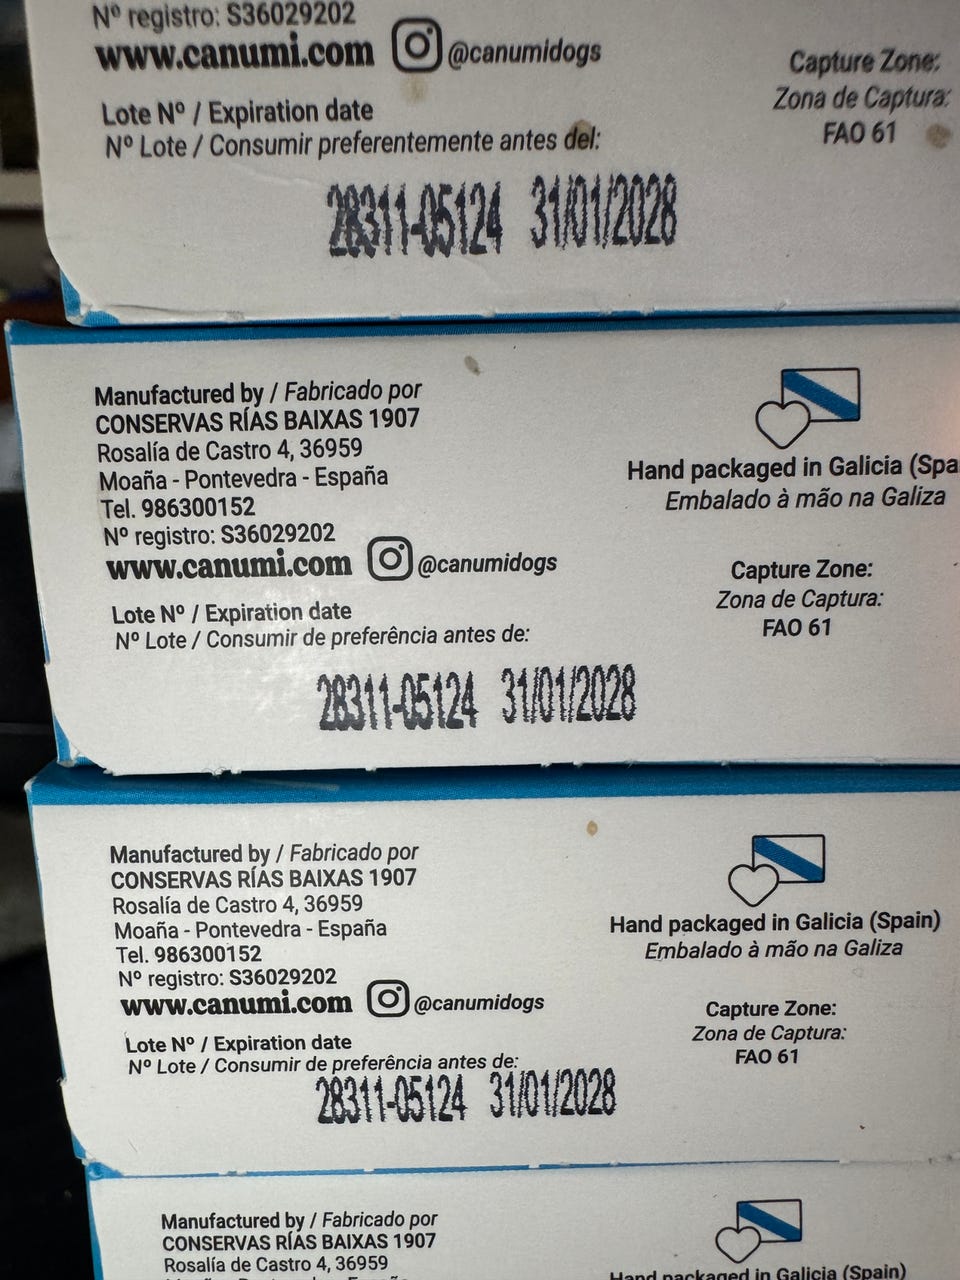 Nº registro: S36029202
www.canumi.com @canumidogs
Lote Nº / Expiration date
Nº Lote / Consumir preferentemente antes del:
28311-05124 31/01/2028
Capture Zone:
Zona de Captura:
FAO 61
Manufactured by / Fabricado por
CONSERVAS RÍAS BAIXAS 1907
Rosalía de Castro 4, 36959
Moaña - Pontevedra - España
Tel. 986300152
Nº registro: S36029202
www.canumi.com @canumidogs
Lote Nº / Expiration date
Nº Lote / Consumir de preferência antes de:
28311-05124 31/01/2028
Hand packaged in Galicia (Spa
Embalado à mão na Galiza
Capture Zone:
Zona de Captura:
FAO 61
Manufactured by / Fabricado por
CONSERVAS RÍAS BAIXAS 1907
Rosalía de Castro 4, 36959
Moaña - Pontevedra - España
Tel. 986300152
Nº registro: S36029202
www.canumi.com @canumidogs
Lote Nº / Expiration date
Nº Lote / Consumir de preferência antes de:
28311-05124 31/01/2028
Hand packaged in Galicia (Spain)
Embalado à mão na Galiza
Capture Zone:
Zona de Captura:
FAO 61
Manufactured by / Fabricado por
CONSERVAS RÍAS BAIXAS 1907
Rosalía de Castro 4, 36959
Hand packaged in Galicia (Spain)